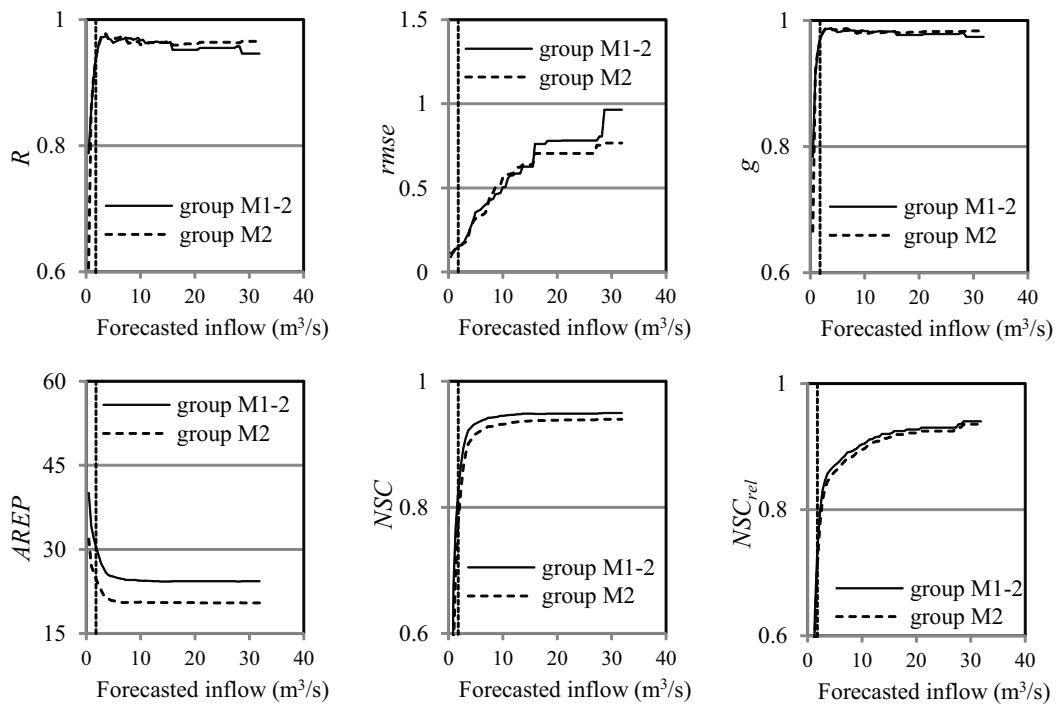 1
0.8
0.6
R
group M1-2
group M2
0 10 20 30 40
Forecasted inflow (m³/s)
1.5
1
0.5
0
rmse
group M1-2
group M2
0 10 20 30 40
Forecasted inflow (m³/s)
1
0.8
0.6
g
group M1-2
group M2
0 10 20 30 40
Forecasted inflow (m³/s)
60
45
30
15
AREP
group M1-2
group M2
0 10 20 30 40
Forecasted inflow (m³/s)
1
0.8
0.6
NSC
group M1-2
group M2
0 10 20 30 40
Forecasted inflow (m³/s)
1
0.8
0.6
NSCrel
group M1-2
group M2
0 10 20 30 40
Forecasted inflow (m³/s)